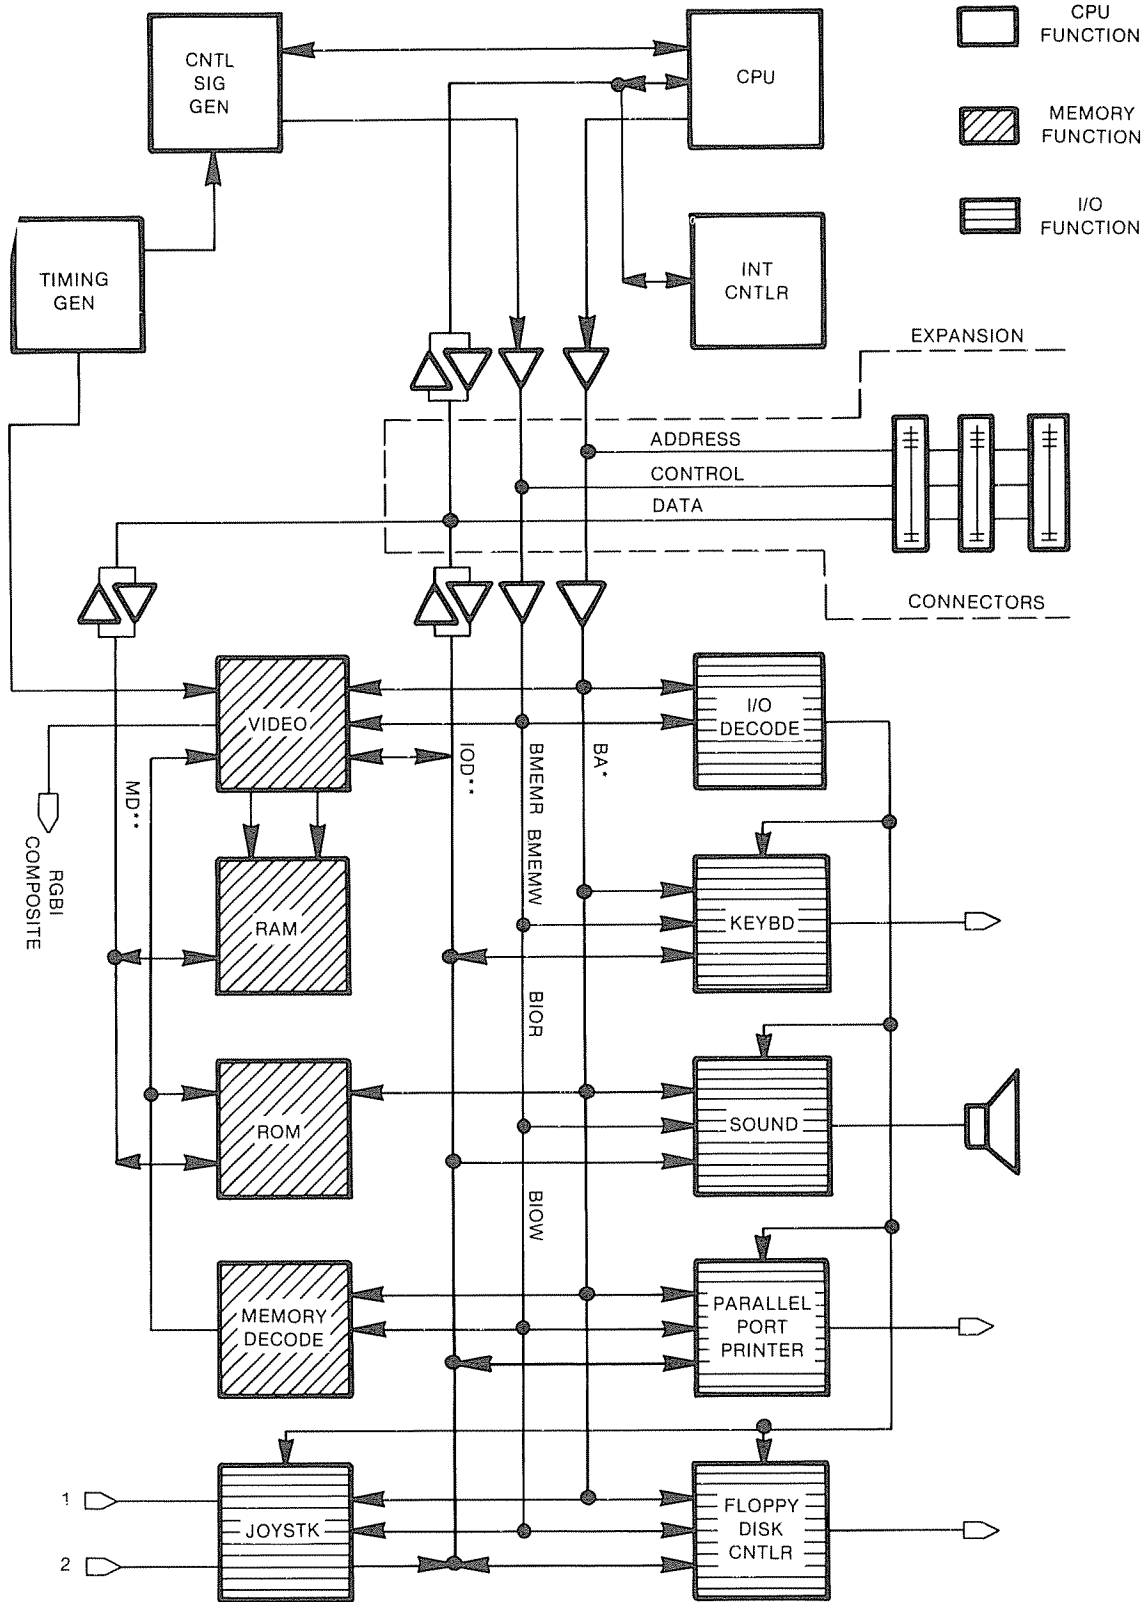 CPU
FUNCTION
MEMORY
FUNCTION
I/O
FUNCTION
CNTL
SIG
GEN
CPU
TIMING
GEN
INT
CNTLR
EXPANSION
ADDRESS
CONTROL
DATA
CONNECTORS
VIDEO
I/O
DECODE
MD**
IOD**
BMEMR BMEMW
BIOR
BIOW
BA*
RGBI
COMPOSITE
RAM
KEYBD
ROM
SOUND
MEMORY
DECODE
PARALLEL
PORT
PRINTER
1
2
JOYSTK
FLOPPY
DISK
CNTLR